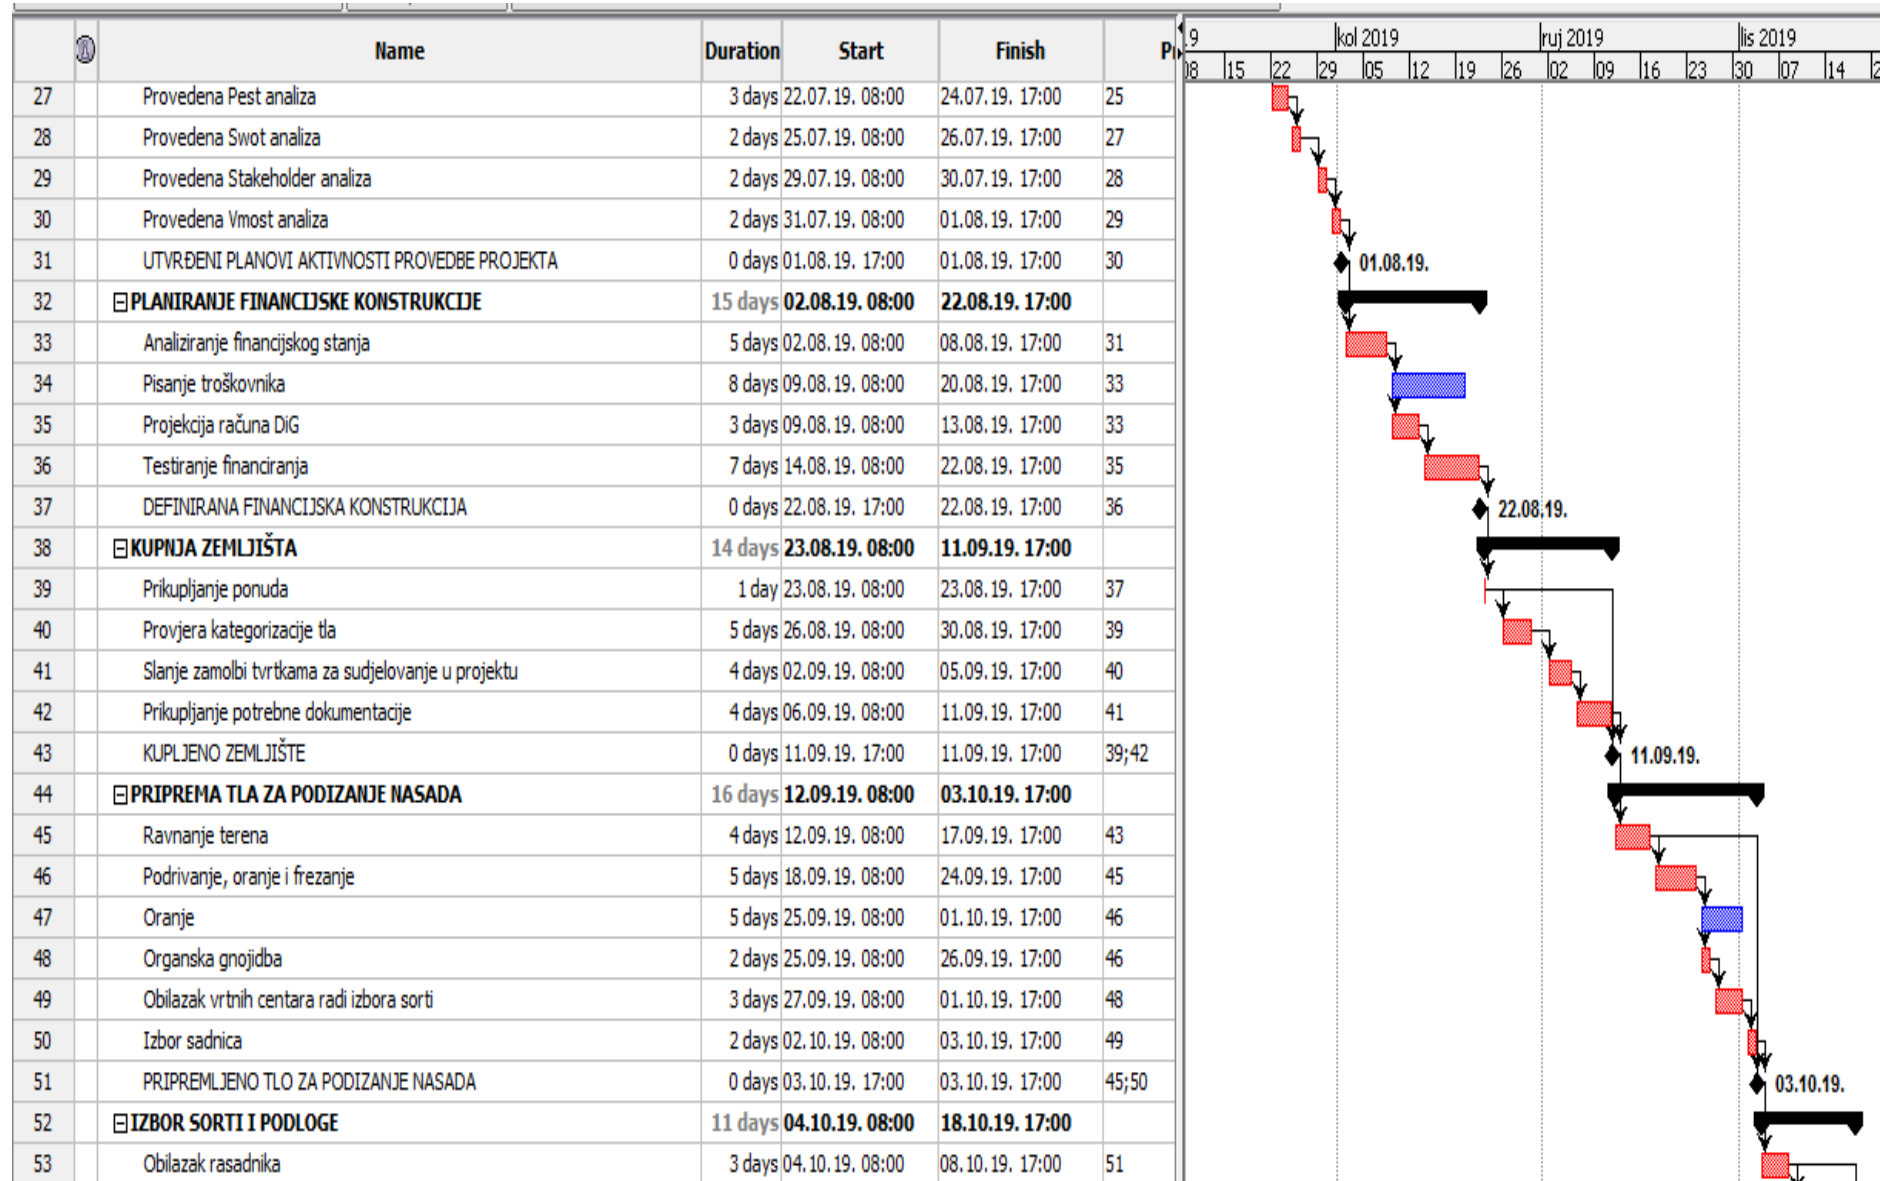 Name Duration Start Finish Pr
9 kol 2019 ruj 2019 lis 2019
08 15 22 29 05 12 19 26 02 09 16 23 30 07 14 2
27 Provedena Pest analiza 3 days 22.07.19. 08:00 24.07.19. 17:00 25
28 Provedena Swot analiza 2 days 25.07.19. 08:00 26.07.19. 17:00 27
29 Provedena Stakeholder analiza 2 days 29.07.19. 08:00 30.07.19. 17:00 28
30 Provedena Vmost analiza 2 days 31.07.19. 08:00 01.08.19. 17:00 29
31 UTVRĐENI PLANOVI AKTIVNOSTI PROVEDBE PROJEKTA 0 days 01.08.19. 17:00 01.08.19. 17:00 30 01.08.19.
32 PLANIRANJE FINANCIJSKE KONSTRUKCIJE 15 days 02.08.19. 08:00 22.08.19. 17:00
33 Analiziranje financijskog stanja 5 days 02.08.19. 08:00 08.08.19. 17:00 31
34 Pisanje troškovnika 8 days 09.08.19. 08:00 20.08.19. 17:00 33
35 Projekcija računa DiG 3 days 09.08.19. 08:00 13.08.19. 17:00 33
36 Testiranje financiranja 7 days 14.08.19. 08:00 22.08.19. 17:00 35
37 DEFINIRANA FINANCIJSKA KONSTRUKCIJA 0 days 22.08.19. 17:00 22.08.19. 17:00 36 22.08.19.
38 KUPNJA ZEMLJIŠTA 14 days 23.08.19. 08:00 11.09.19. 17:00
39 Prikupljanje ponuda 1 day 23.08.19. 08:00 23.08.19. 17:00 37
40 Provjera kategorizacije tla 5 days 26.08.19. 08:00 30.08.19. 17:00 39
41 Slanje zamolbi tvrtkama za sudjelovanje u projektu 4 days 02.09.19. 08:00 05.09.19. 17:00 40
42 Prikupljanje potrebne dokumentacije 4 days 06.09.19. 08:00 11.09.19. 17:00 41
43 KUPLJENO ZEMLJIŠTE 0 days 11.09.19. 17:00 11.09.19. 17:00 39;42 11.09.19.
44 PRIPREMA TLA ZA PODIZANJE NASADA 16 days 12.09.19. 08:00 03.10.19. 17:00
45 Ravnanje terena 4 days 12.09.19. 08:00 17.09.19. 17:00 43
46 Podrivanje, oranje i frezanje 5 days 18.09.19. 08:00 24.09.19. 17:00 45
47 Oranje 5 days 25.09.19. 08:00 01.10.19. 17:00 46
48 Organska gnojidba 2 days 25.09.19. 08:00 26.09.19. 17:00 46
49 Obilazak vrtnih centara radi izbora sorti 3 days 27.09.19. 08:00 01.10.19. 17:00 48
50 Izbor sadnica 2 days 02.10.19. 08:00 03.10.19. 17:00 49
51 PRIPREMLJENO TLO ZA PODIZANJE NASADA 0 days 03.10.19. 17:00 03.10.19. 17:00 45;50 03.10.19.
52 IZBOR SORTI I PODLOGE 11 days 04.10.19. 08:00 18.10.19. 17:00
53 Obilazak rasadnika 3 days 04.10.19. 08:00 08.10.19. 17:00 51